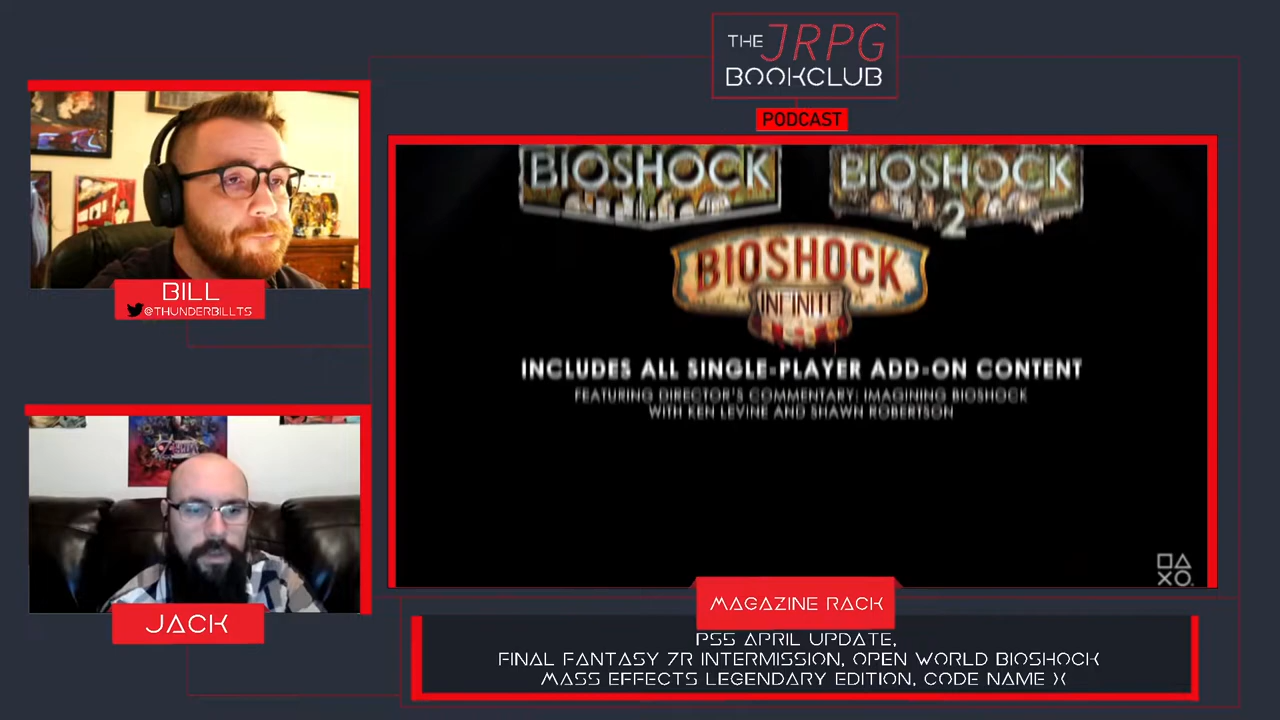 THE JRPG
BOOKCLUB
PODCAST
BIOSHOCK
BIOSHOCK
2
BIOSHOCK
INFINITE
INCLUDES ALL SINGLE-PLAYER ADD-ON CONTENT
FEATURING DIRECTOR'S COMMENTARY: IMAGINING BIOSHOCK
WITH KEN LEVINE AND SHAWN ROBERTSON
BILL
@THUNDERBILLTS
JACK
MAGAZINE RACK
PS5 APRIL UPDATE,
FINAL FANTASY 7R INTERMISSION, OPEN WORLD BIOSHOCK
MASS EFFECTS LEGENDARY EDITION, CODE NAME X